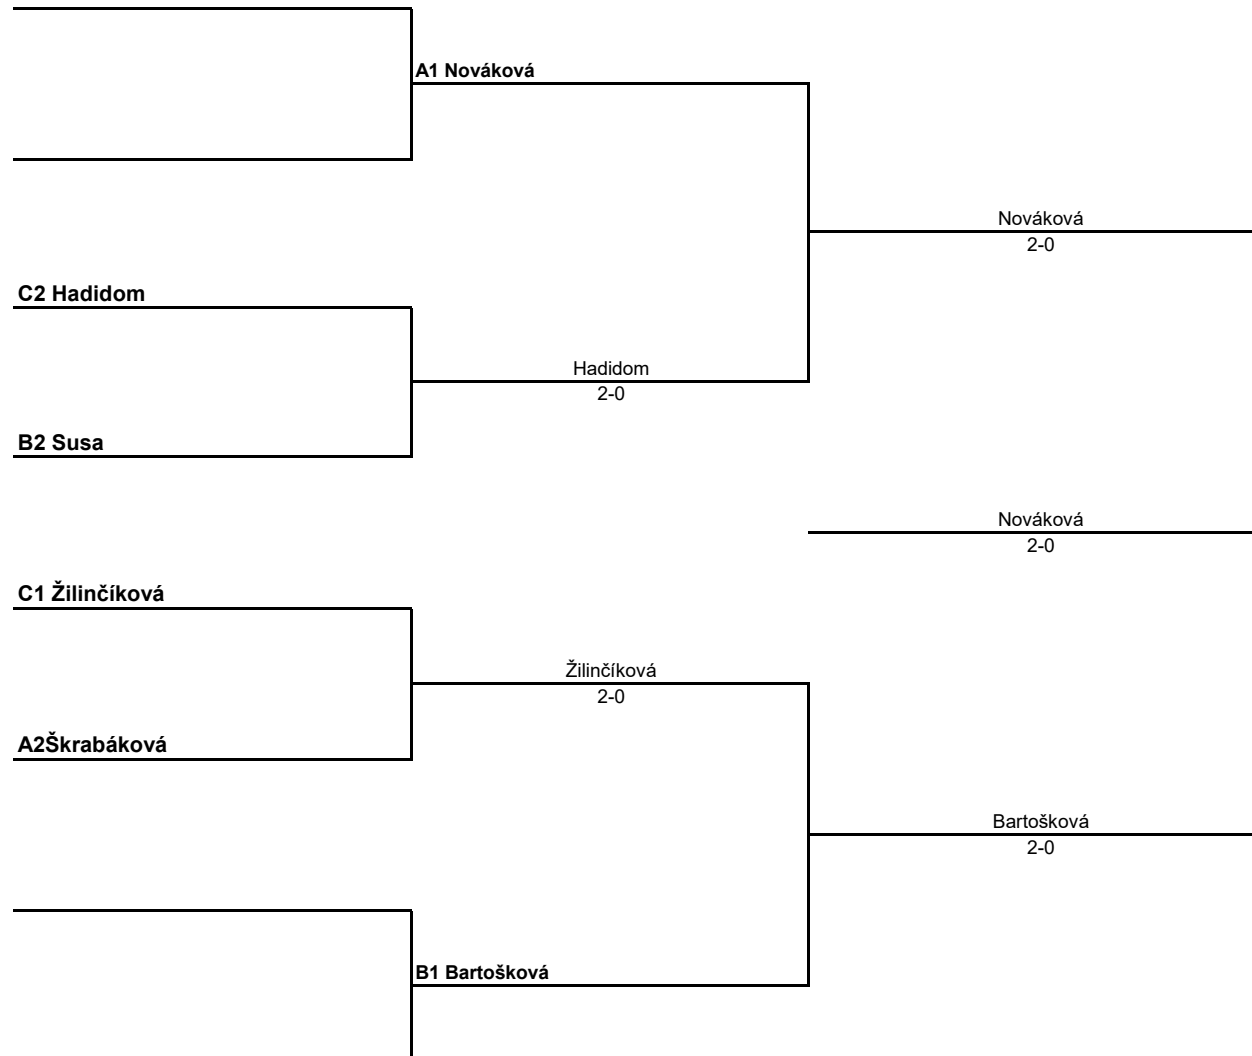 A1 Nováková
Nováková
2-0
C2 Hadidom
Hadidom
2-0
B2 Susa
Nováková
2-0
C1 Žilinčíková
Žilinčíková
2-0
A2Škrabáková
Bartošková
2-0
B1 Bartošková